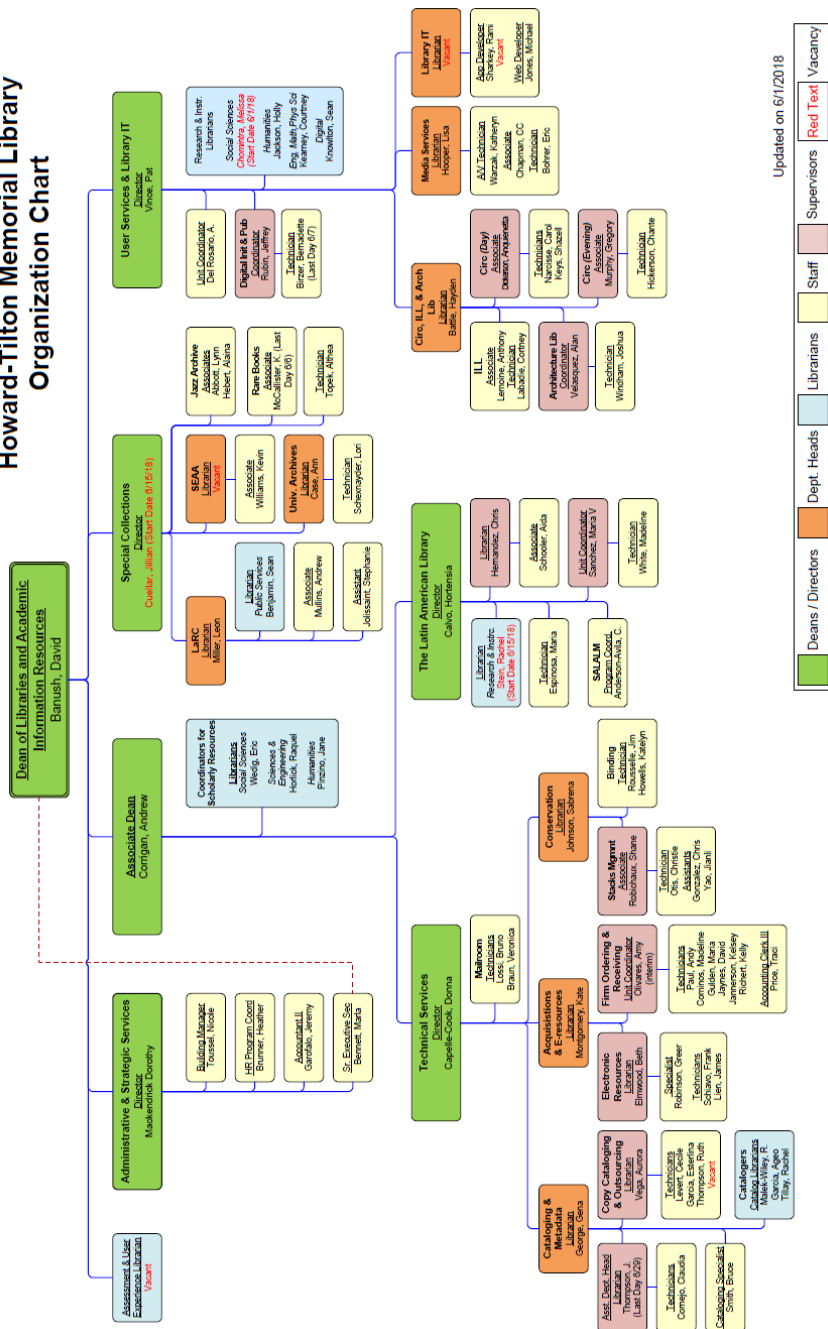 Howard-Tilton Memorial Library
Organization Chart
Dean of Libraries and Academic
Information Resources
Banush, David
Assessment & User
Experience Librarian
Vacant
Administrative & Strategic Services
Director
Mackendrick Dorothy
Building Manager
Toussel, Nicole
HR Program Coord
Brunner, Heather
Accountant II
Garofalo, Jeremy
Sr. Executive Sec
Bennett, Marla
Associate Dean
Corrigan, Andrew
Coordinators for
Scholarly Resources
Librarians
Social Sciences
Wedig, Eric
Sciences &
Engineering
Horlick, Raquel
Humanities
Pinzino, Jane
Special Collections
Director
Cuellar, Jillian (Start Date 6/15/18)
LaRC
Librarian
Miller, Leon
Librarian
Public Services
Benjamin, Sean
Associate
Mullins, Andrew
Assistant
Jolissaint, Stephanie
SEAA
Librarian
Vacant
Associate
Williams, Kevin
Univ. Archives
Librarian
Case, Ann
Technician
Schexnayder, Lori
Jazz Archive
Associates
Abbott, Lynn
Hebert, Alaina
Rare Books
Associate
McCallister, K. (Last
Day 6/6)
Technician
Topek, Althea
User Services & Library IT
Director
Vince, Pat
Unit Coordinator
Del Rosario, A.
Digital Init & Pub
Coordinator
Rubin, Jeffrey
Technician
Birzer, Bernadette
(Last Day 6/7)
Research & Instr.
Librarians
Social Sciences
Chomintra, Melissa
(Start Date 6/1/18)
Humanities
Jackson, Holly
Eng, Math,Phys Sci
Kearney, Courtney
Digital
Knowlton, Sean
Technical Services
Director
Capelle-Cook, Donna
Mailroom
Technicians
Lossi, Bruno
Braun, Veronica
Cataloging &
Metadata
Librarian
George, Gena
Asst. Dept. Head
Librarian
Thompson, J.
(Last Day 6/29)
Technicians
Cornejo, Claudia
Cataloging Specialist
Smith, Bruce
Copy Cataloging
& Outsourcing
Librarian
Vega, Aurora
Technicians
Levert, Cecile
Garcia, Esterlina
Thompson, Ruth
Vacant
Catalogers
Catalog Librarians
Malek-Wiley, R.
Garcia, Ageo
Tillay, Rachel
Acquisitions
& E-resources
Librarian
Montgomery, Kate
Electronic
Resources
Librarian
Elmwood, Beth
Specialist
Robinson, Greer
Technicians
Schiavo, Frank
Lien, James
Firm Ordering &
Receiving
Unit Coordinator
Olivares, Amy
(interim)
Technicians
Paul, Andy
Cominos, Madeline
Gulden, Maria
Jaynes, David
Jannerson, Kelsey
Richert, Kelly
Accounting Clerk III
Price, Traci
Conservation
Librarian
Johnson, Sabrena
Stacks Mgmnt
Associate
Robichaux, Shane
Technician
Otis, Christie
Assistants
Gonzalez, Chris
Yao, Jianli
Binding
Technician
Rousselle, Jim
Howells, Katelyn
The Latin American Library
Director
Calvo, Hortensia
Librarian
Research & Instrc.
Stein, Rachel
(Start Date 6/15/18)
Technician
Espinosa, Maria
SALALM
Program Coord.
Anderson-Avila, C.
Librarian
Hernandez, Chris
Associate
Schooler, Aida
Unit Coordinator
Sanchez, Maria V
Technician
White, Madeline
Circ, ILL, & Arch
Lib
Librarian
Battle, Hayden
ILL
Associate
Lemoine, Anthony
Technician
Labadie, Cortney
Architecture Lib
Coordinator
Velasquez, Alan
Technician
Windham, Joshua
Circ (Day)
Associate
Technicians
Narcisse, Carol
Keys, Shazell
Circ (Evening)
Associate
Murphy, Gregory
Technician
Hickerson, Chante
Media Services
Librarian
Hooper, Lisa
A/V Technician
Warzak, Katheryn
Associate
Chapman, CC
Technician
Bohrer, Eric
Library IT
Librarian
Vacant
App Developer
Sharkey, Rami
Vacant
Web Developer
Jones, Michael
Updated on 6/1/2018
Deans / Directors
Dept. Heads
Librarians
Staff
Supervisors
Red Text
Vacancy